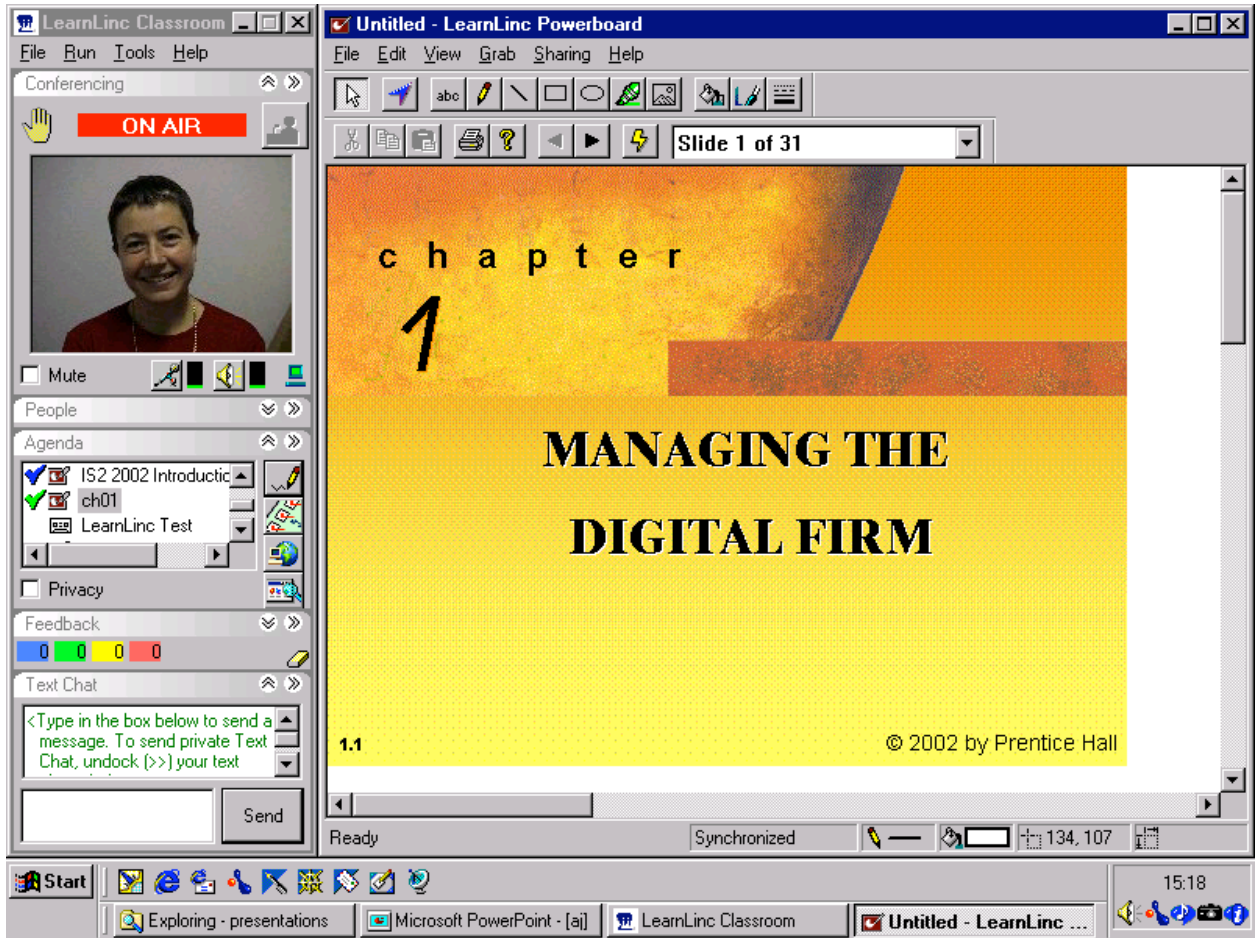 LearnLinc Classroom
File Run Tools Help
Conferencing
ON AIR
Mute
People
Agenda
IS2 2002 Introductic
ch01
LearnLinc Test
Privacy
Feedback
0 0 0 0
Text Chat
<Type in the box below to send a
message. To send private Text
Chat, undock (>>) your text
Send
Untitled - LearnLinc Powerboard
File Edit View Grab Sharing Help
abc
Slide 1 of 31
chapter
1
MANAGING THE
DIGITAL FIRM
1.1 © 2002 by Prentice Hall
Ready Synchronized 134, 107
Start 15:18
Exploring - presentations Microsoft PowerPoint - [aj] LearnLinc Classroom Untitled - LearnLinc ...